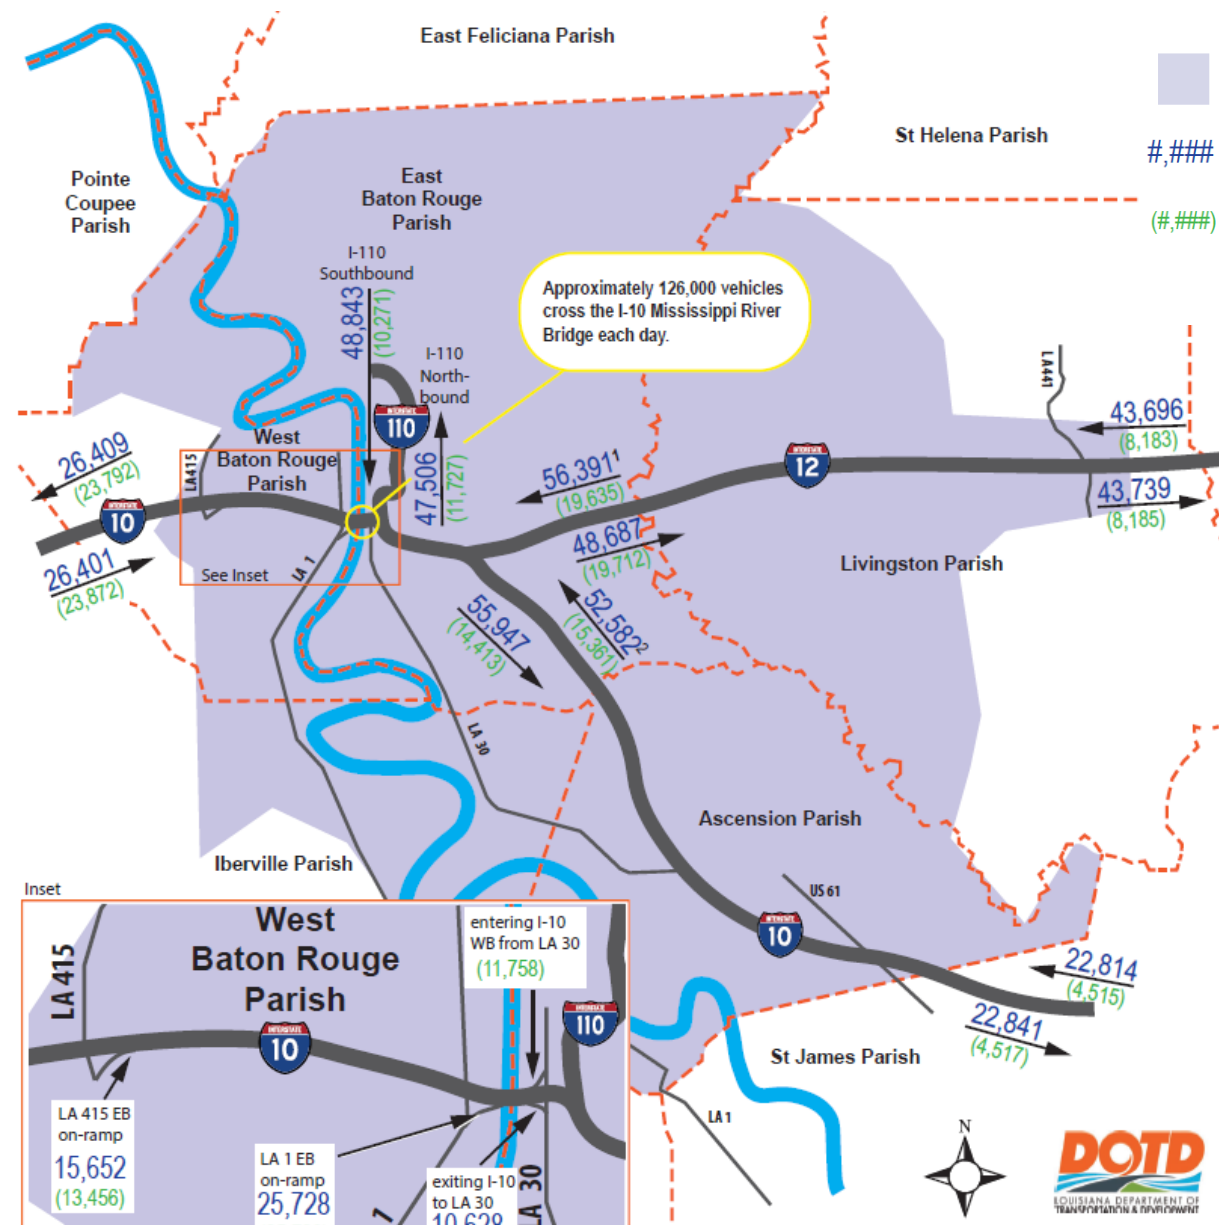 East Feliciana Parish
St Helena Parish
#,###
(#,###)
Pointe
Coupee
Parish
East
Baton Rouge
Parish
I-110
Southbound
48,843
(10,271)
I-110
North-
bound
47,506
(11,727)
INTERSTATE
110
Approximately 126,000 vehicles
cross the I-10 Mississippi River
Bridge each day.
LA441
43,696
(8,183)
43,739
(8,185)
INTERSTATE
12
56,391¹
(19,635)
48,687
(19,712)
26,409
(23,792)
LA415
West
Baton Rouge
Parish
INTERSTATE
10
26,401
(23,872)
See Inset
LA 1
Livingston Parish
55,947
(14,413)
52,582²
(15,361)
LA 30
Ascension Parish
Iberville Parish
US 61
INTERSTATE
10
22,814
(4,515)
22,841
(4,517)
St James Parish
LA 1
Inset
West
Baton Rouge
Parish
LA 415
entering I-10
WB from LA 30
(11,758)
INTERSTATE
10
INTERSTATE
110
LA 415 EB
on-ramp
15,652
(13,456)
LA 1 EB
on-ramp
25,728
exiting I-10
to LA 30
10,628
LA 30
N
DOTD
LOUISIANA DEPARTMENT OF
TRANSPORTATION & DEVELOPMENT